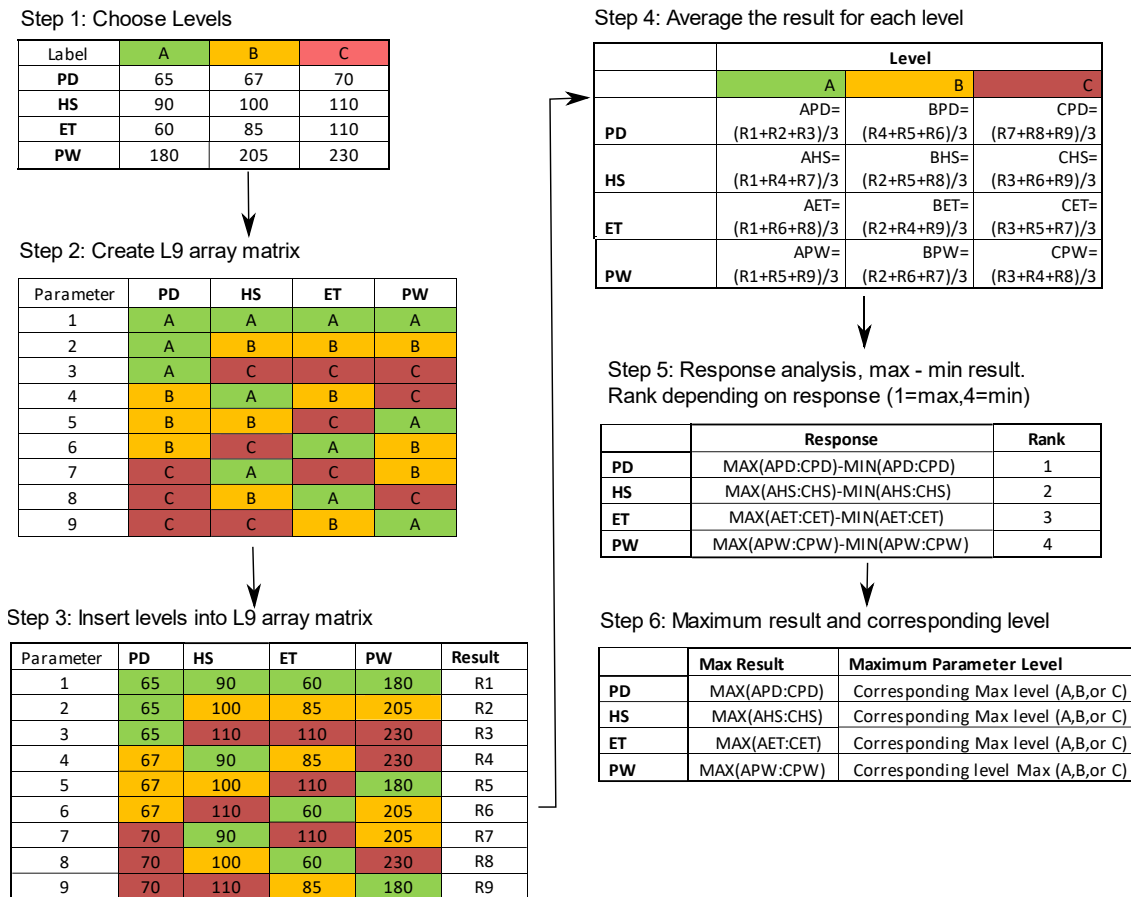 Step 1: Choose Levels
Label A B C
PD 65 67 70
HS 90 100 110
ET 60 85 110
PW 180 205 230
Step 2: Create L9 array matrix
Parameter PD HS ET PW
1 A A A A
2 A B B B
3 A C C C
4 B A B C
5 B B C A
6 B C A B
7 C A C B
8 C B A C
9 C C B A
Step 3: Insert levels into L9 array matrix
Parameter PD HS ET PW Result
1 65 90 60 180 R1
2 65 100 85 205 R2
3 65 110 110 230 R3
4 67 90 85 230 R4
5 67 100 110 180 R5
6 67 110 60 205 R6
7 70 90 110 205 R7
8 70 100 60 230 R8
9 70 110 85 180 R9
Step 4: Average the result for each level
Level
A B C
APD= BPD= CPD=
PD (R1+R2+R3)/3 (R4+R5+R6)/3 (R7+R8+R9)/3
AHS= BHS= CHS=
HS (R1+R4+R7)/3 (R2+R5+R8)/3 (R3+R6+R9)/3
AET= BET= CET=
ET (R1+R6+R8)/3 (R2+R4+R9)/3 (R3+R5+R7)/3
APW= BPW= CPW=
PW (R1+R5+R9)/3 (R2+R6+R7)/3 (R3+R4+R8)/3
Step 5: Response analysis, max - min result.
Rank depending on response (1=max,4=min)
Response Rank
PD MAX(APD:CPD)-MIN(APD:CPD) 1
HS MAX(AHS:CHS)-MIN(AHS:CHS) 2
ET MAX(AET:CET)-MIN(AET:CET) 3
PW MAX(APW:CPW)-MIN(APW:CPW) 4
Step 6: Maximum result and corresponding level
Max Result Maximum Parameter Level
PD MAX(APD:CPD) Corresponding Max level (A,B,or C)
HS MAX(AHS:CHS) Corresponding Max level (A,B,or C)
ET MAX(AET:CET) Corresponding Max level (A,B,or C)
PW MAX(APW:CPW) Corresponding level Max (A,B,or C)